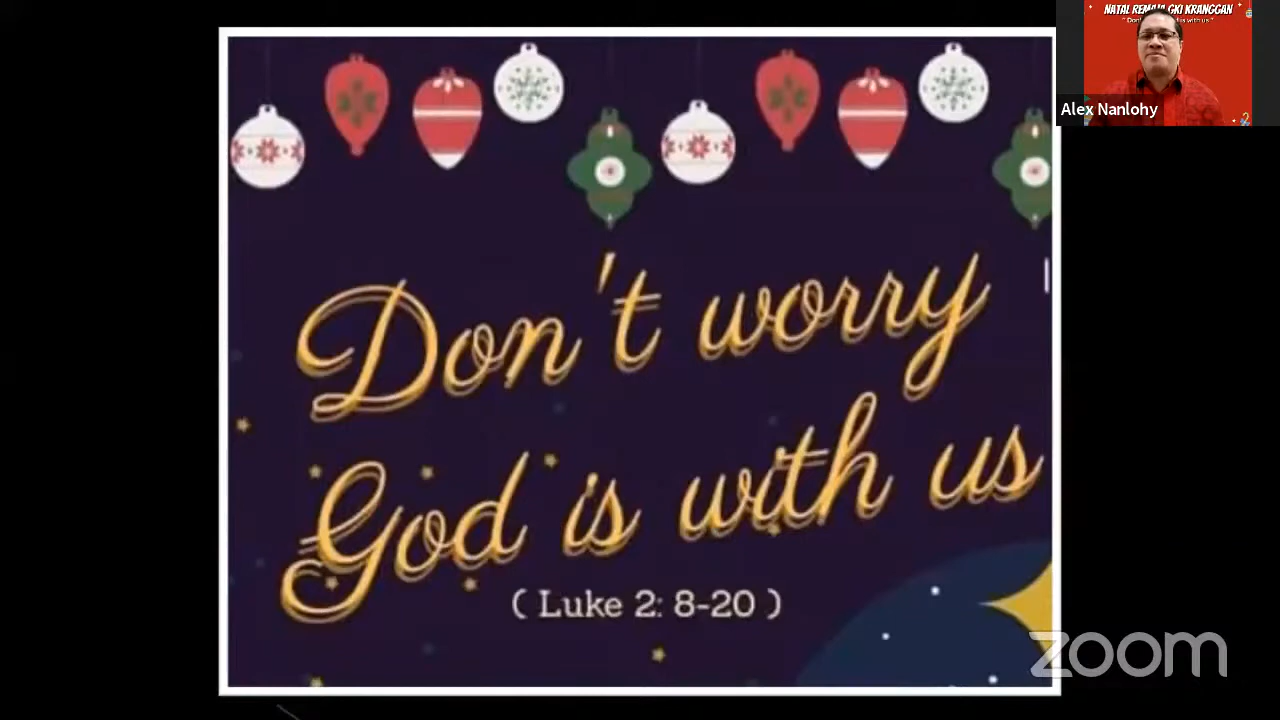 NATAL REMAJA GKI KRANGGAN
Alex Nanlohy
Don't worry
God is with us
( Luke 2: 8-20 )
zoom